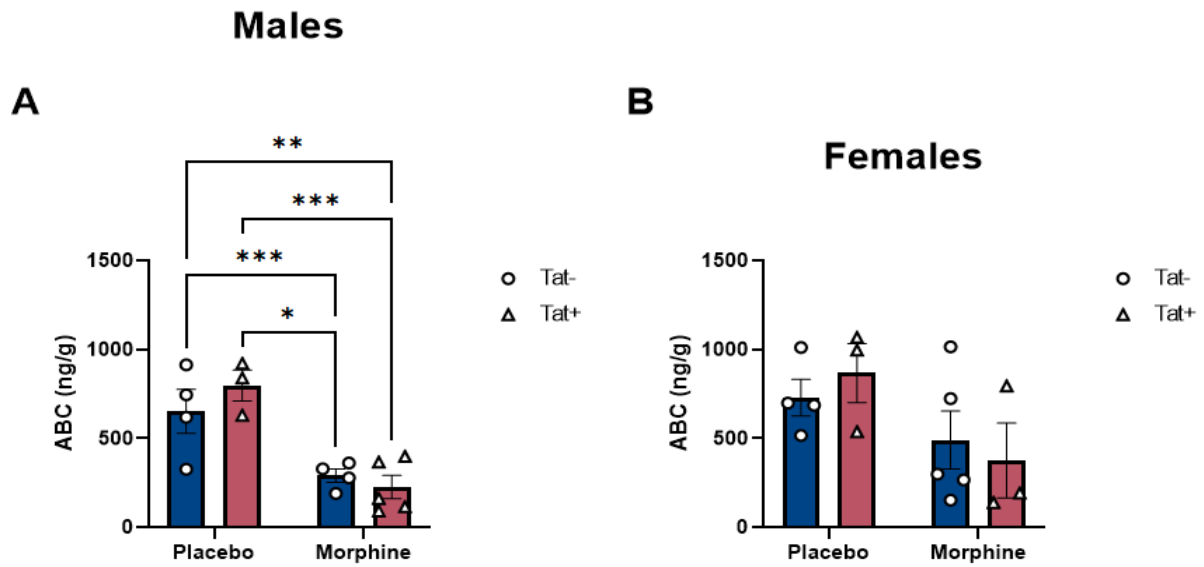 Males
A
**
***
***
*
1500
1000
500
0
ABC (ng/g)
Placebo
Morphine
Tat-
Tat+
B
Females
1500
1000
500
0
ABC (ng/g)
Placebo
Morphine
Tat-
Tat+